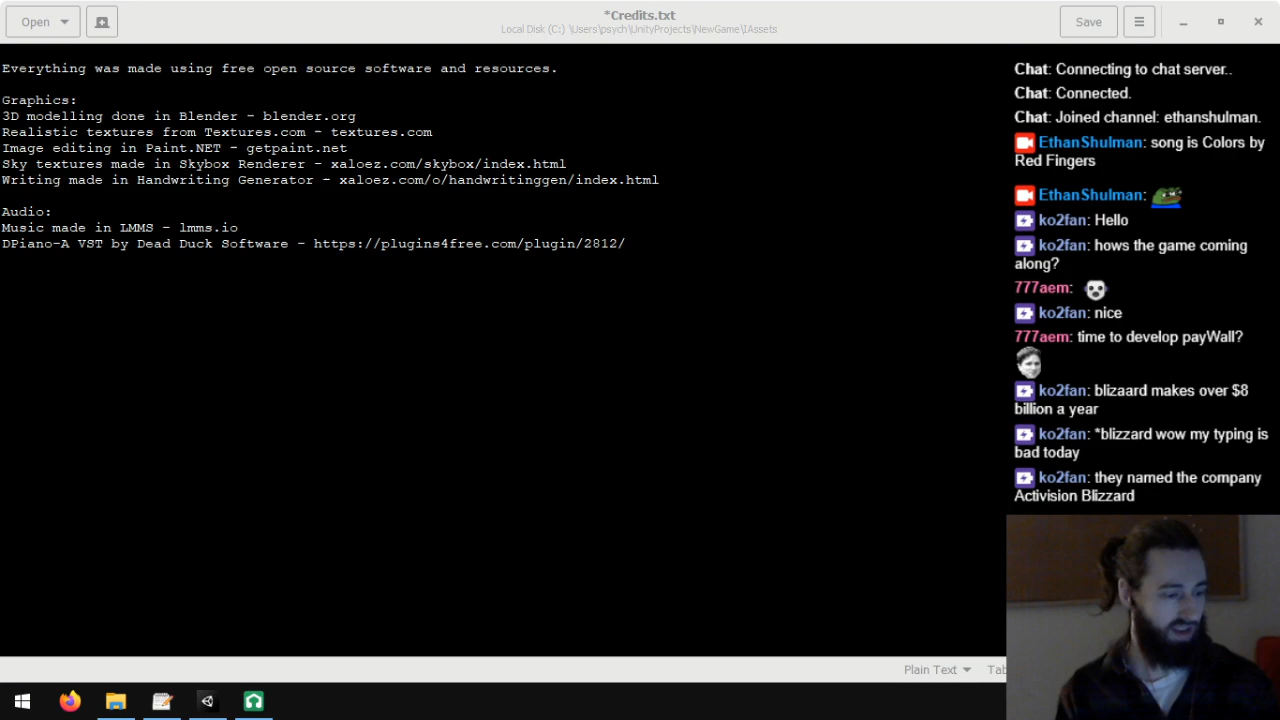 Open
*Credits.txt
Local Disk (C:) \Users\psych\UnityProjects\NewGame\IAssets
Save
Everything was made using free open source software and resources.
Graphics:
3D modelling done in Blender - blender.org
Realistic textures from Textures.com - textures.com
Image editing in Paint.NET - getpaint.net
Sky textures made in Skybox Renderer - xaloez.com/skybox/index.html
Writing made in Handwriting Generator - xaloez.com/o/handwritinggen/index.html
Audio:
Music made in LMMS - lmms.io
DPiano-A VST by Dead Duck Software - https://plugins4free.com/plugin/2812/
Chat: Connecting to chat server..
Chat: Connected.
Chat: Joined channel: ethanshulman.
EthanShulman: song is Colors by
Red Fingers
EthanShulman:
ko2fan: Hello
ko2fan: hows the game coming
along?
777aem:
ko2fan: nice
777aem: time to develop payWall?
ko2fan: blizaard makes over $8
billion a year
ko2fan: *blizzard wow my typing is
bad today
ko2fan: they named the company
Activision Blizzard
Plain Text
Tab